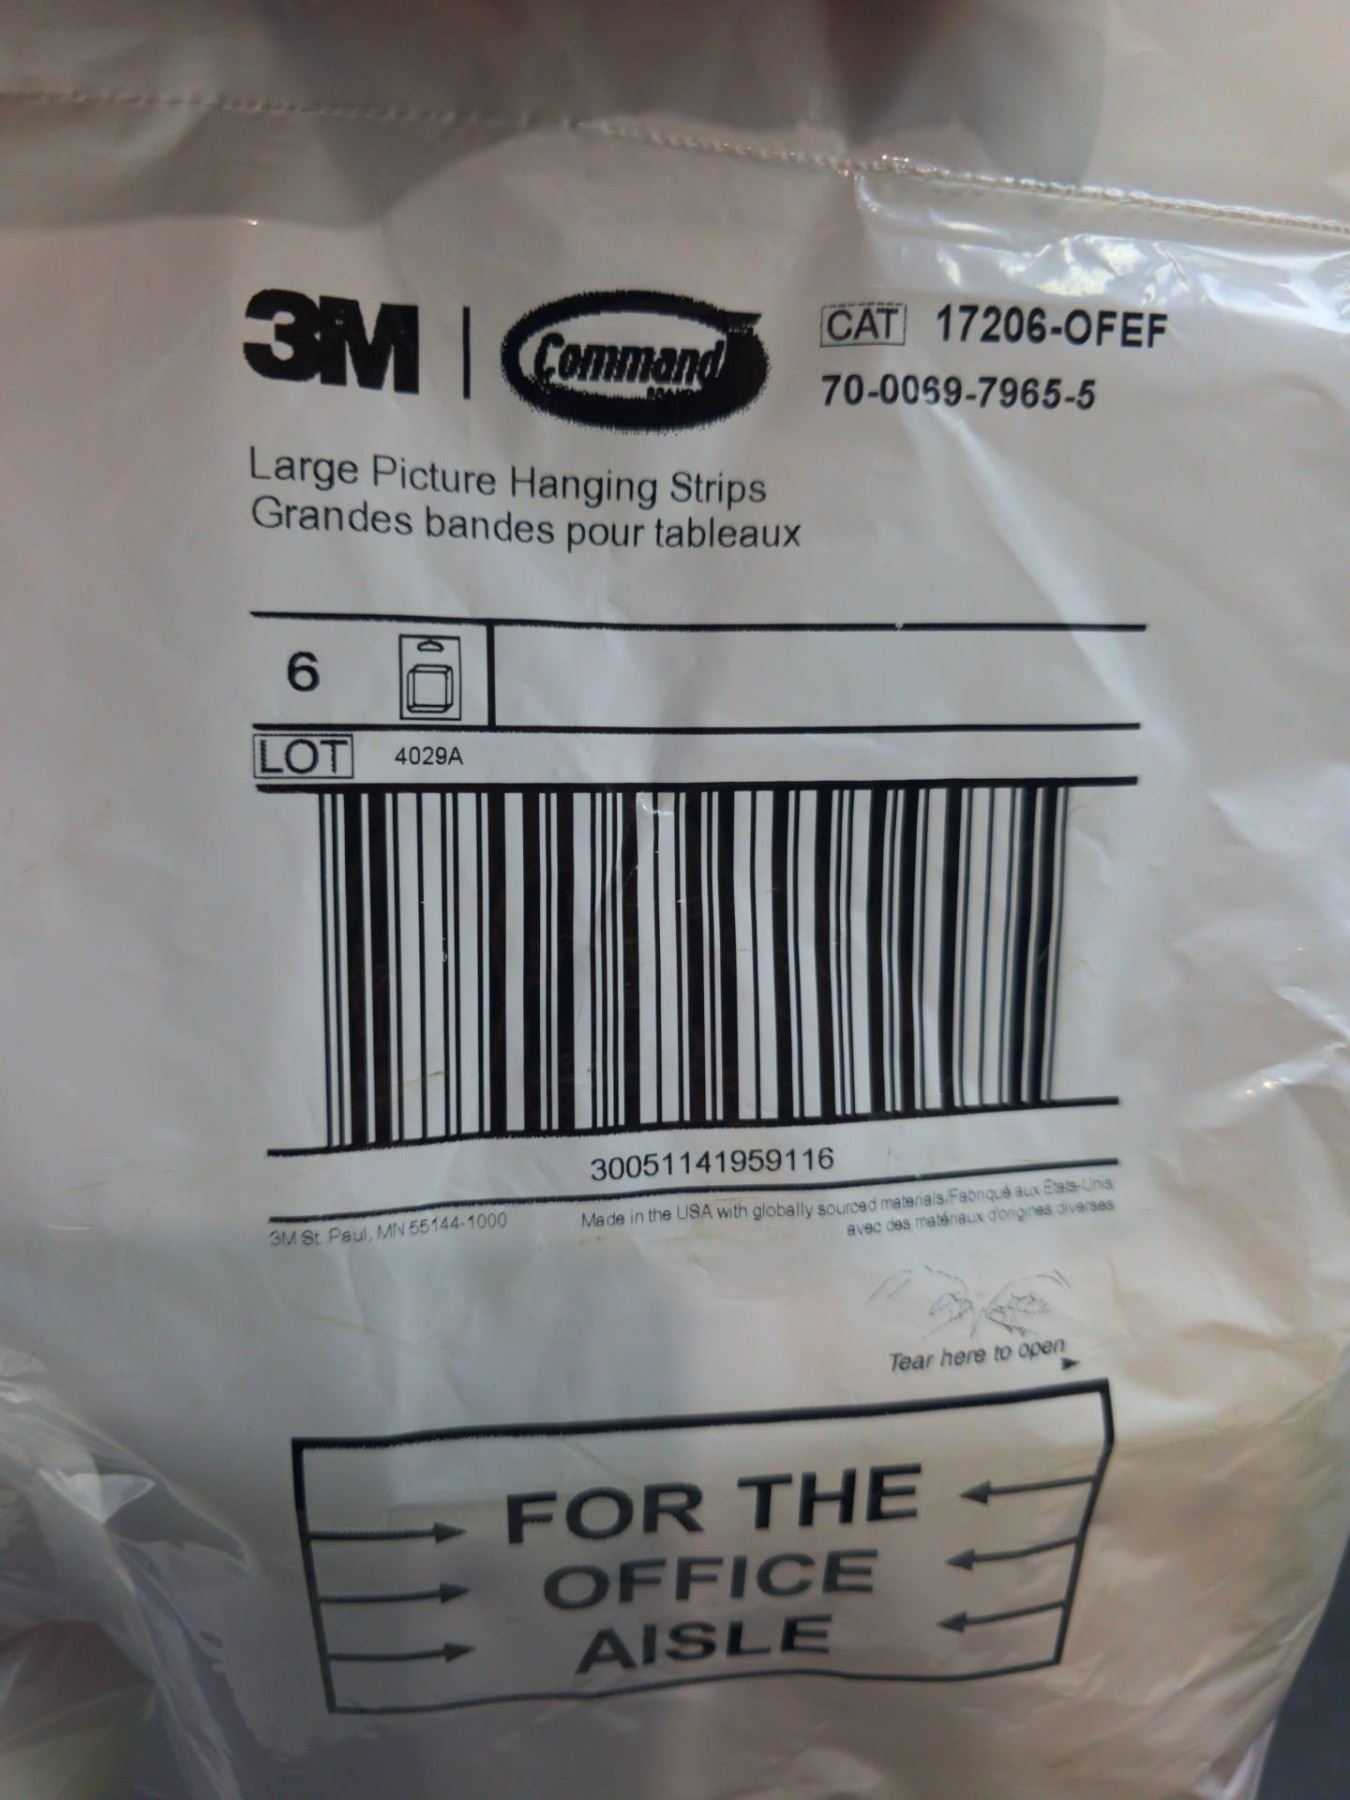 3M | Command CAT 17206-OFEF
BRAND 70-0069-7965-5
Large Picture Hanging Strips
Grandes bandes pour tableaux
6
LOT 4029A
30051141959116
3M St. Paul, MN 55144-1000 Made in the USA with globally sourced materials/Fabriqué aux États-Unis
avec des matériaux d'origines diverses
Tear here to open
FOR THE
OFFICE
AISLE